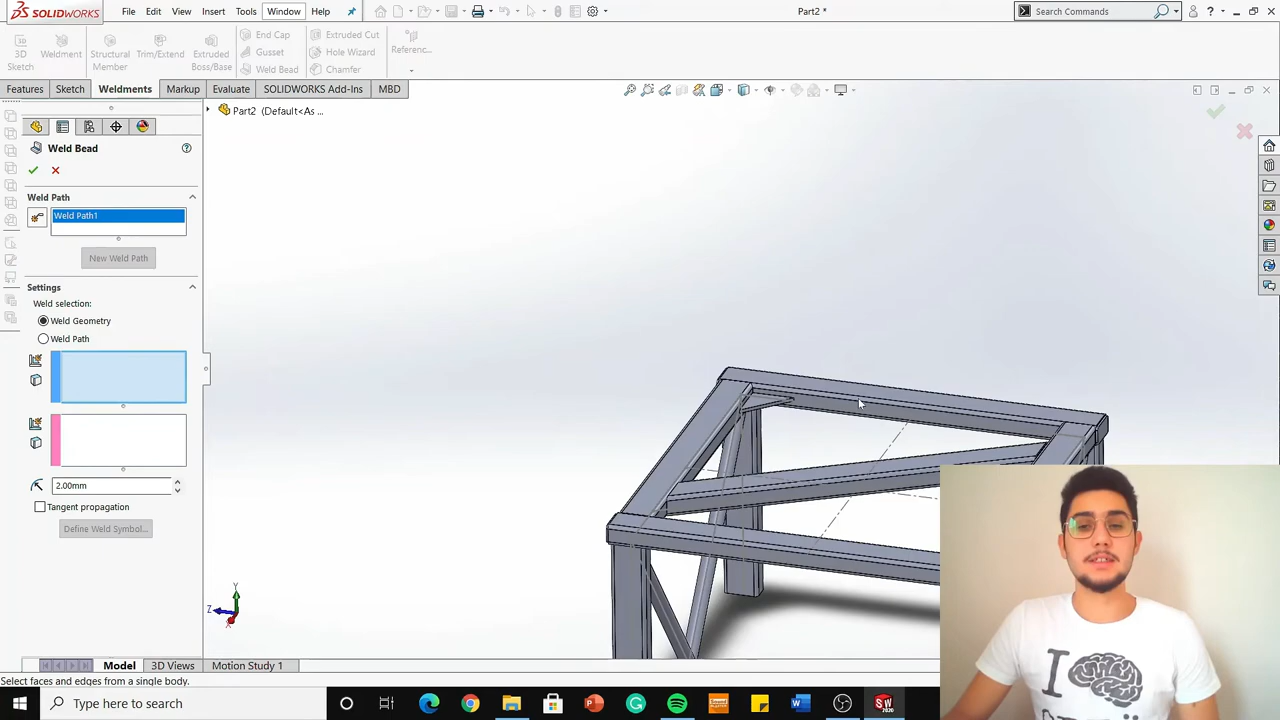 SOLIDWORKS File Edit View Insert Tools Window Help Part2 * Search Commands
3D Sketch Weldment Structural Member Trim/Extend Extruded Boss/Base End Cap Gusset Weld Bead Extruded Cut Hole Wizard Chamfer Referenc...
Features Sketch Weldments Markup Evaluate SOLIDWORKS Add-Ins MBD
Part2 (Default<As ...
Weld Bead
Weld Path
Weld Path1
New Weld Path
Settings
Weld selection:
Weld Geometry
Weld Path
2.00mm
Tangent propagation
Define Weld Symbol...
Y
Z
Model 3D Views Motion Study 1
Select faces and edges from a single body.
Type here to search
SW
2020
I